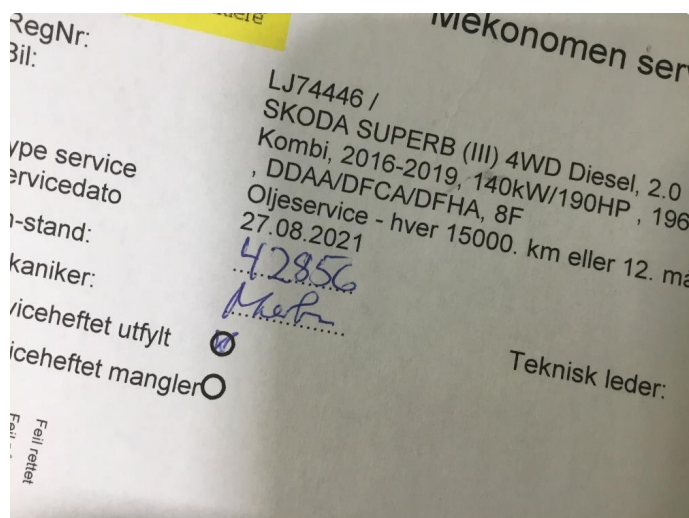 Mekonomen ser
RegNr:
LJ74446 /
Bil:
SKODA SUPERB (III) 4WD Diesel, 2.0
Kombi, 2016-2019, 140kW/190HP , 196
, DDAA/DFCA/DFHA, 8F
ype service
Oljeservice - hver 15000. km eller 12. ma
ervicedato
27.08.2021
-stand:
42856
kaniker:
viceheftet utfylt
iceheftet mangler
Teknisk leder:
Feil rettet